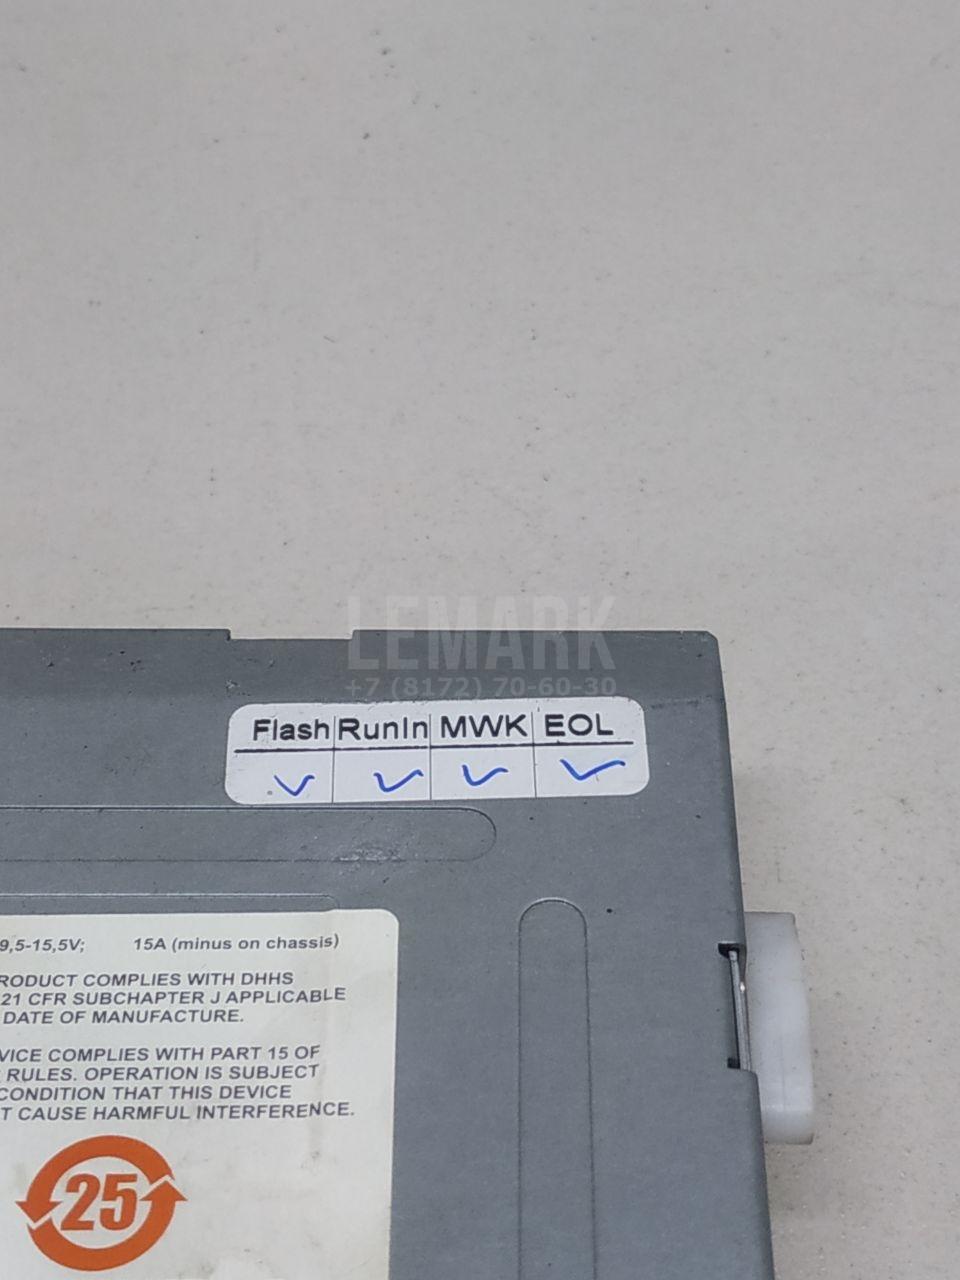 LEMARK
+7 (8172) 70-60-30
Flash RunIn MWK EOL
9,5-15,5V; 15A (minus on chassis)
RODUCT COMPLIES WITH DHHS
21 CFR SUBCHAPTER J APPLICABLE
DATE OF MANUFACTURE.
VICE COMPLIES WITH PART 15 OF
RULES. OPERATION IS SUBJECT
CONDITION THAT THIS DEVICE
T CAUSE HARMFUL INTERFERENCE.
25